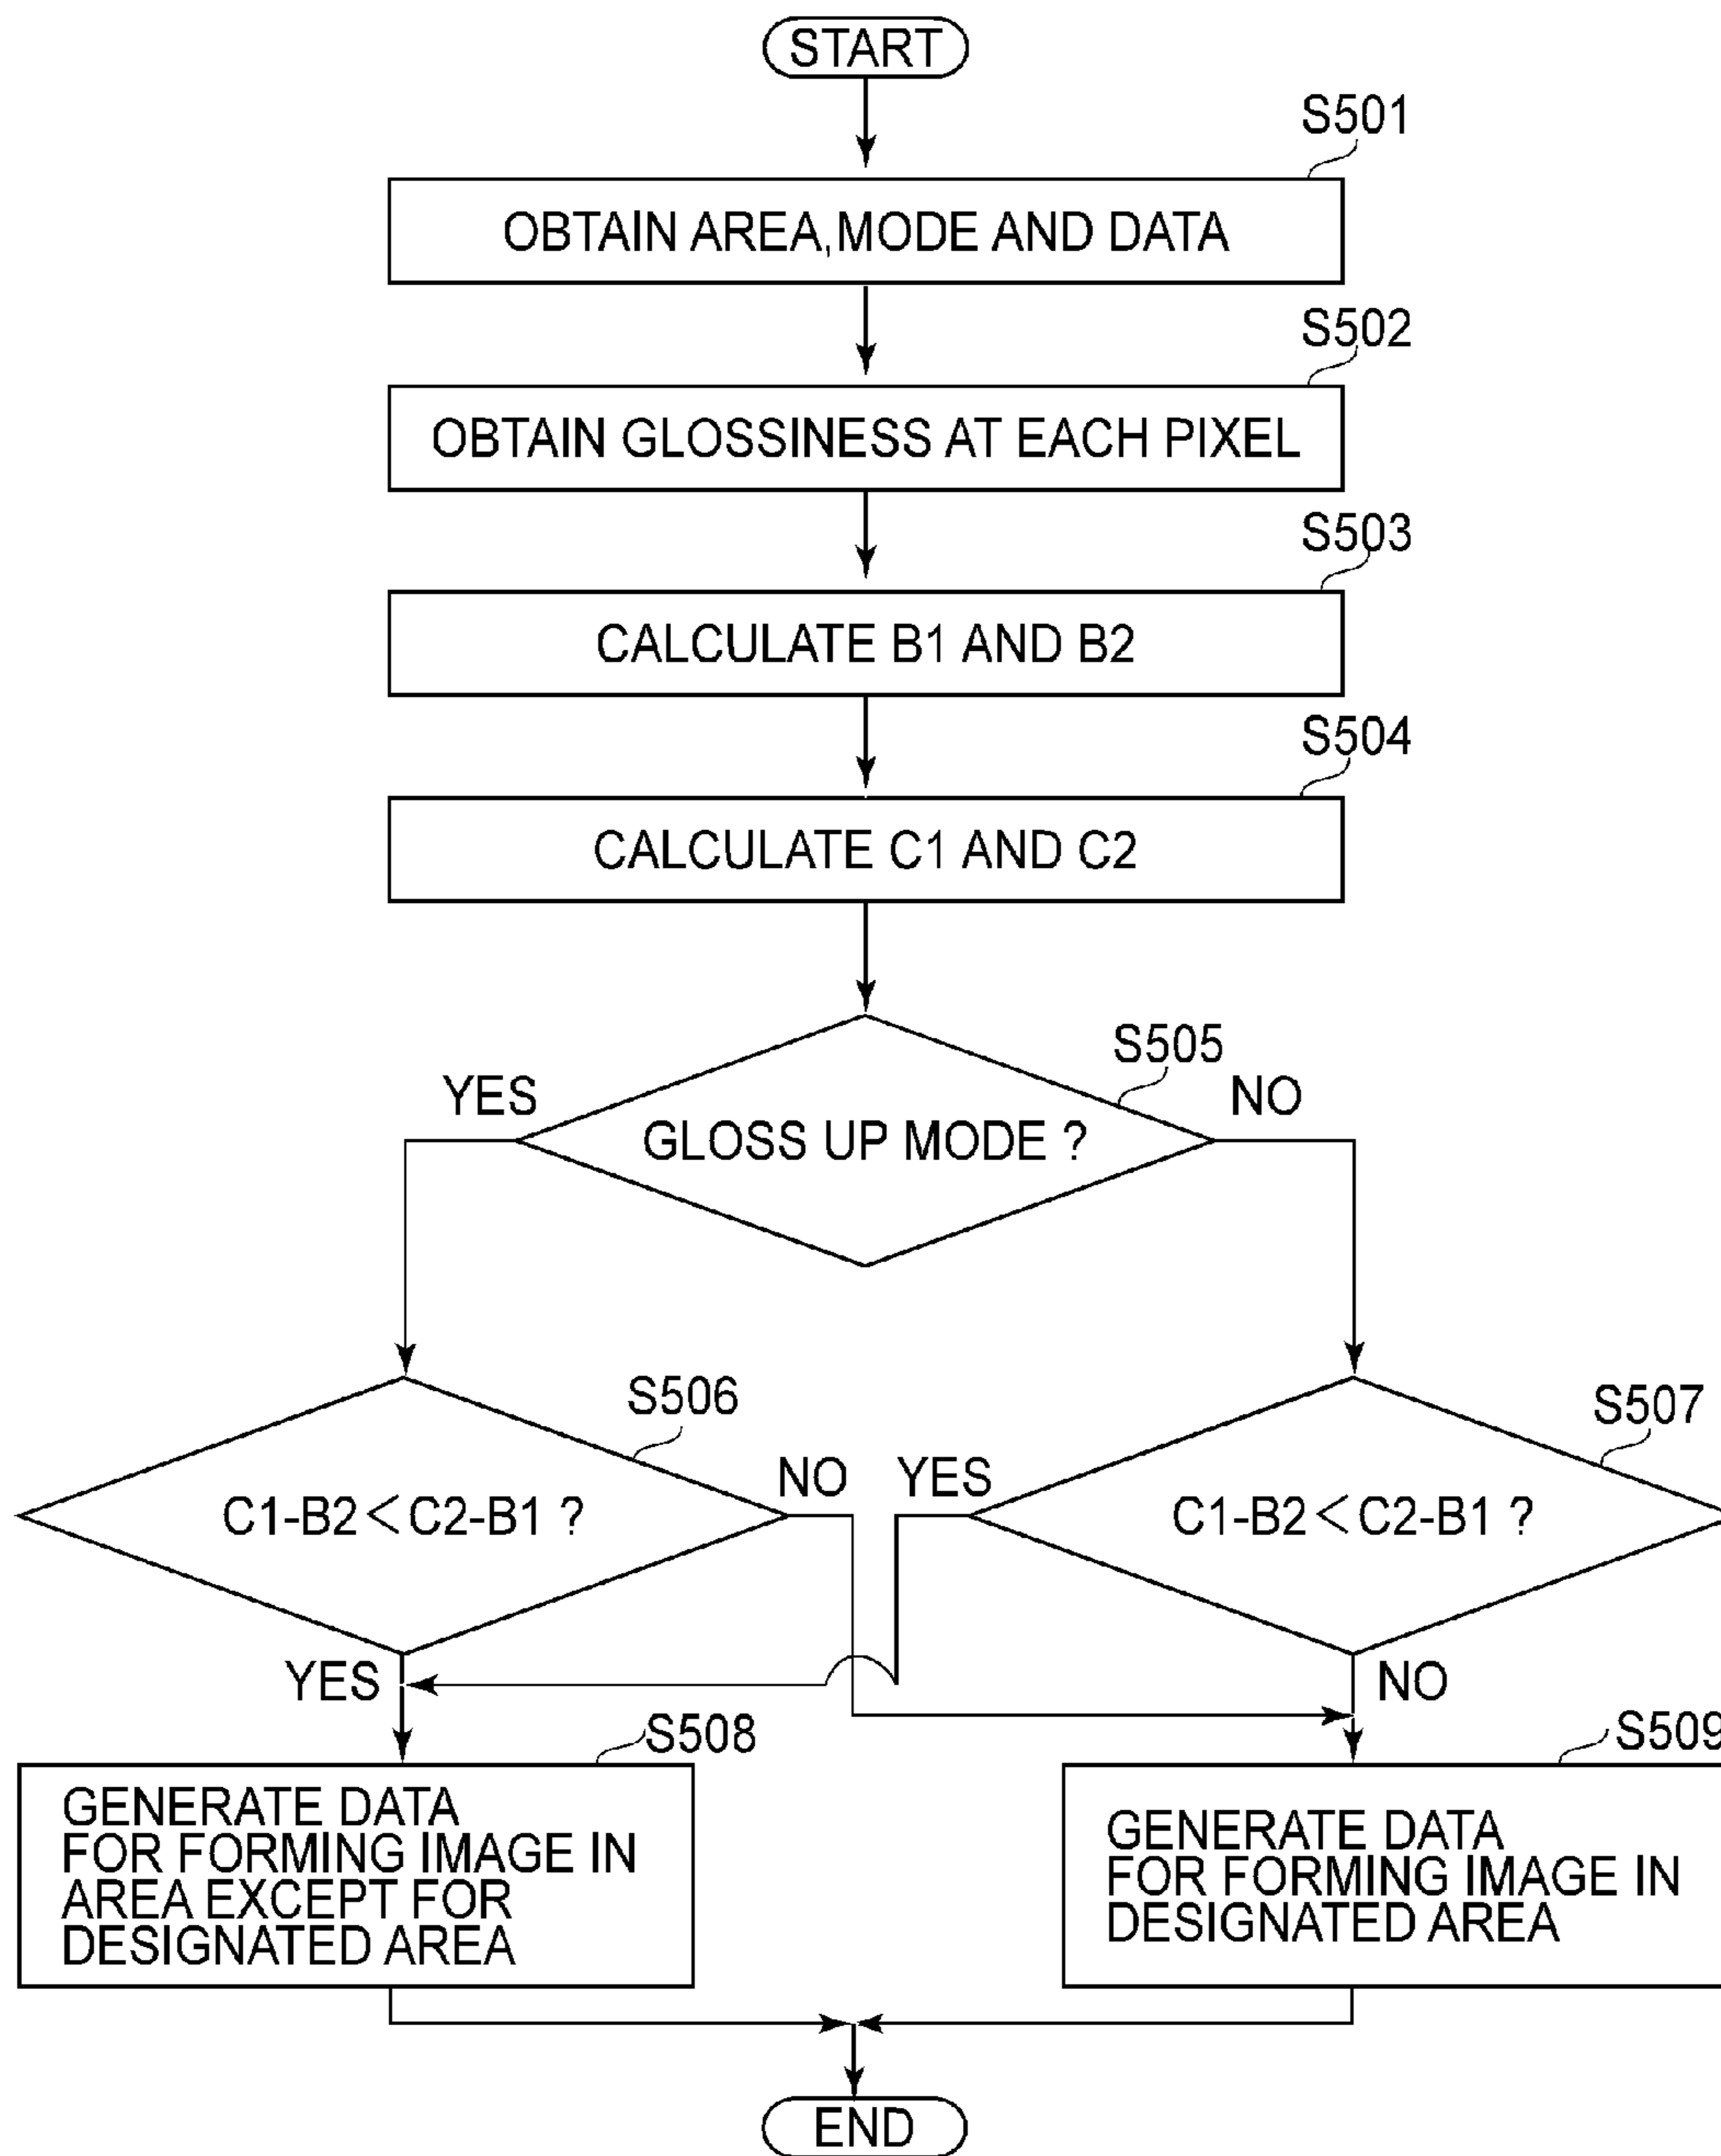 START
S501
OBTAIN AREA, MODE AND DATA
S502
OBTAIN GLOSSINESS AT EACH PIXEL
S503
CALCULATE B1 AND B2
S504
CALCULATE C1 AND C2
S505
YES
NO
GLOSS UP MODE ?
S506
S507
NO
YES
C1-B2<C2-B1 ?
C1-B2<C2-B1 ?
YES
NO
S508
S509
GENERATE DATA
FOR FORMING IMAGE IN
AREA EXCEPT FOR
DESIGNATED AREA
GENERATE DATA
FOR FORMING IMAGE IN
DESIGNATED AREA
END